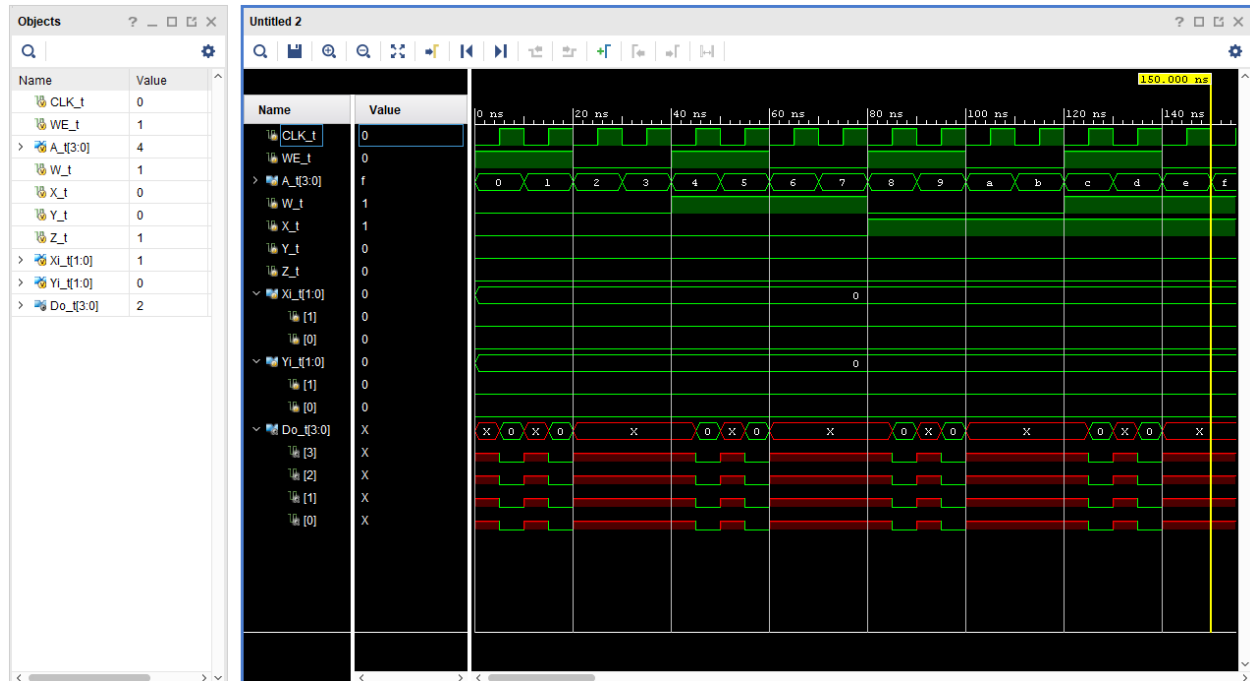 Objects ? _ □ ×
Name Value
CLK_t 0
WE_t 1
> A_t[3:0] 4
W_t 1
X_t 0
Y_t 0
Z_t 1
> Xi_t[1:0] 1
> Yi_t[1:0] 0
> Do_t[3:0] 2
Untitled 2 ? □ ×
150.000 ns
Name Value 0 ns 20 ns 40 ns 60 ns 80 ns 100 ns 120 ns 140 ns
CLK_t 0
WE_t 0
> A_t[3:0] f 0 1 2 3 4 5 6 7 8 9 a b c d e f
W_t 1
X_t 1
Y_t 0
Z_t 0
Xi_t[1:0] 0 0
[1] 0
[0] 0
Yi_t[1:0] 0 0
[1] 0
[0] 0
Do_t[3:0] X X 0 X 0 X 0 X 0 X 0 X 0 X 0 X 0 X
[3] X
[2] X
[1] X
[0] X